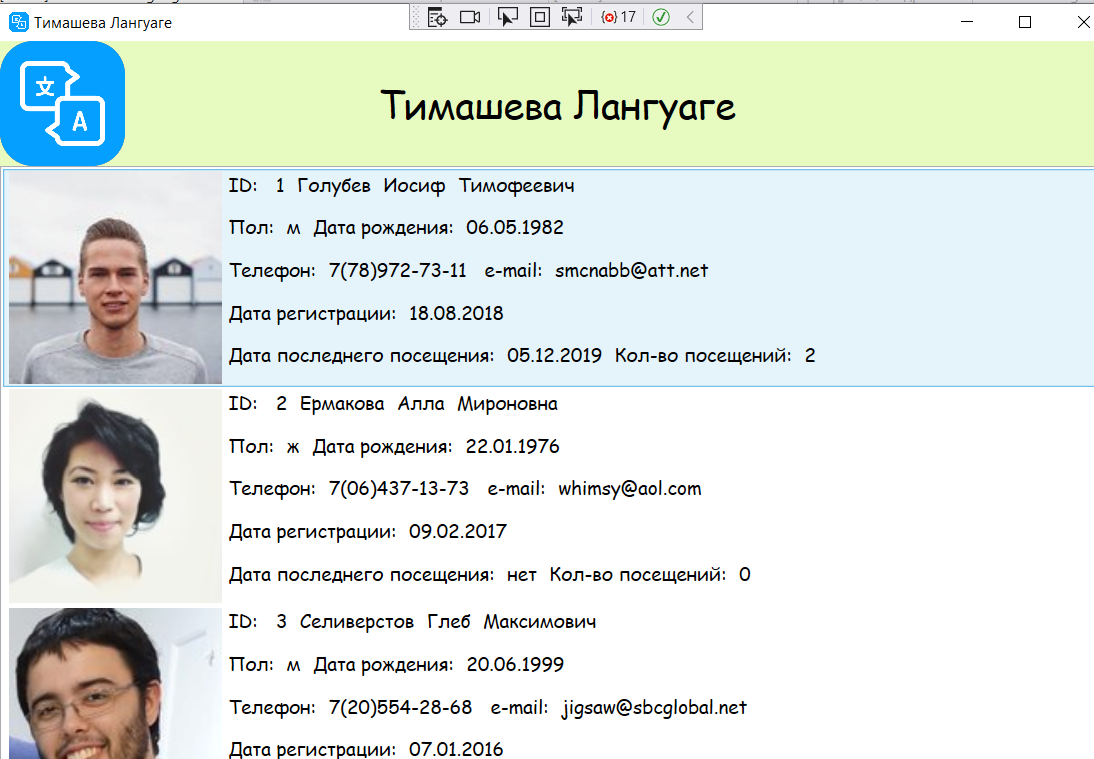 Тимашева Лангуаге
17
文
A
Тимашева Лангуаге
ID: 1 Голубев Иосиф Тимофеевич
Пол: м Дата рождения: 06.05.1982
Телефон: 7(78)972-73-11 e-mail: smcnabb@att.net
Дата регистрации: 18.08.2018
Дата последнего посещения: 05.12.2019 Кол-во посещений: 2
ID: 2 Ермакова Алла Мироновна
Пол: ж Дата рождения: 22.01.1976
Телефон: 7(06)437-13-73 e-mail: whimsy@aol.com
Дата регистрации: 09.02.2017
Дата последнего посещения: нет Кол-во посещений: 0
ID: 3 Селиверстов Глеб Максимович
Пол: м Дата рождения: 20.06.1999
Телефон: 7(20)554-28-68 e-mail: jigsaw@sbcglobal.net
Дата регистрации: 07.01.2016